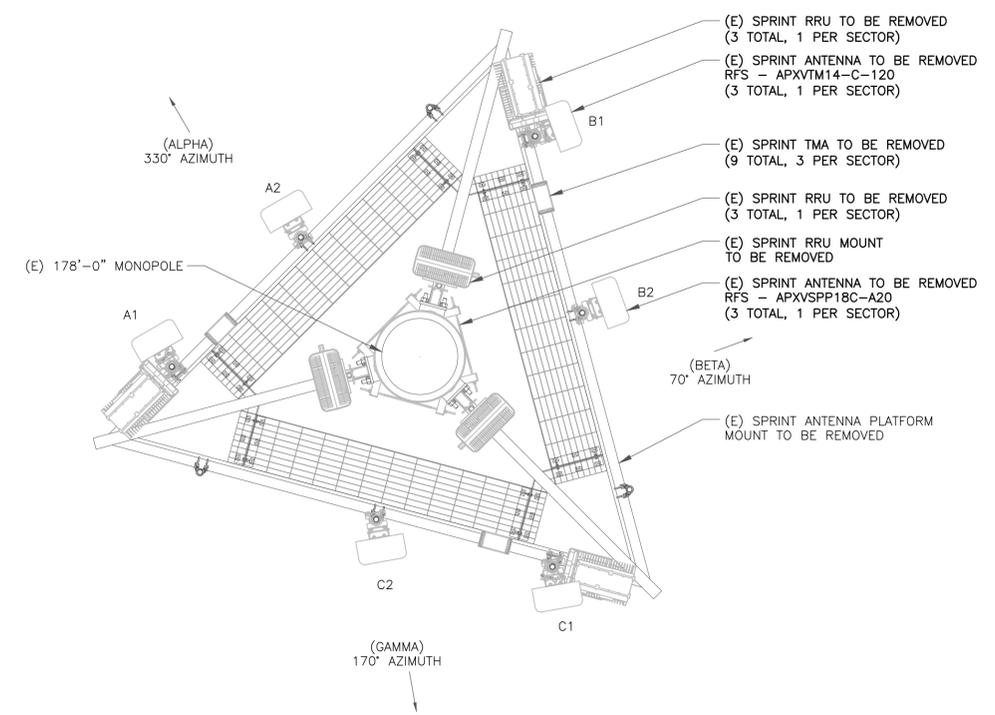 (E) SPRINT RRU TO BE REMOVED
(3 TOTAL, 1 PER SECTOR)
(E) SPRINT ANTENNA TO BE REMOVED
RFS - APXVTM14-C-120
(3 TOTAL, 1 PER SECTOR)
B1
(ALPHA)
330° AZIMUTH
(E) SPRINT TMA TO BE REMOVED
(9 TOTAL, 3 PER SECTOR)
A2
(E) SPRINT RRU TO BE REMOVED
(3 TOTAL, 1 PER SECTOR)
(E) SPRINT RRU MOUNT
TO BE REMOVED
(E) 178'-0" MONOPOLE
(E) SPRINT ANTENNA TO BE REMOVED
RFS - APXVSPP18C-A20
(3 TOTAL, 1 PER SECTOR)
B2
A1
(BETA)
70° AZIMUTH
(E) SPRINT ANTENNA PLATFORM
MOUNT TO BE REMOVED
C2
C1
(GAMMA)
170° AZIMUTH